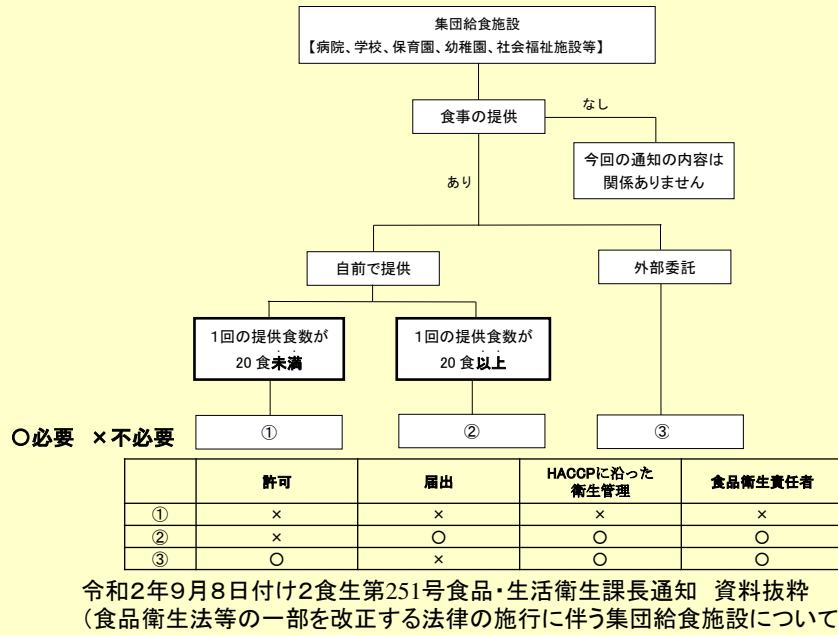 集団給食施設
【病院、学校、保育園、幼稚園、社会福祉施設等】
食事の提供
なし
今回の通知の内容は
関係ありません
あり
自前で提供
外部委託
1回の提供食数が
20食未満
1回の提供食数が
20食以上
○必要 ×不必要
①
②
③
許可 届出 HACCPに沿った
衛生管理 食品衛生責任者
① × × × ×
② × ○ ○ ○
③ ○ × ○ ○
令和2年9月8日付け2食生第251号食品・生活衛生課長通知 資料抜粋
(食品衛生法等の一部を改正する法律の施行に伴う集団給食施設について